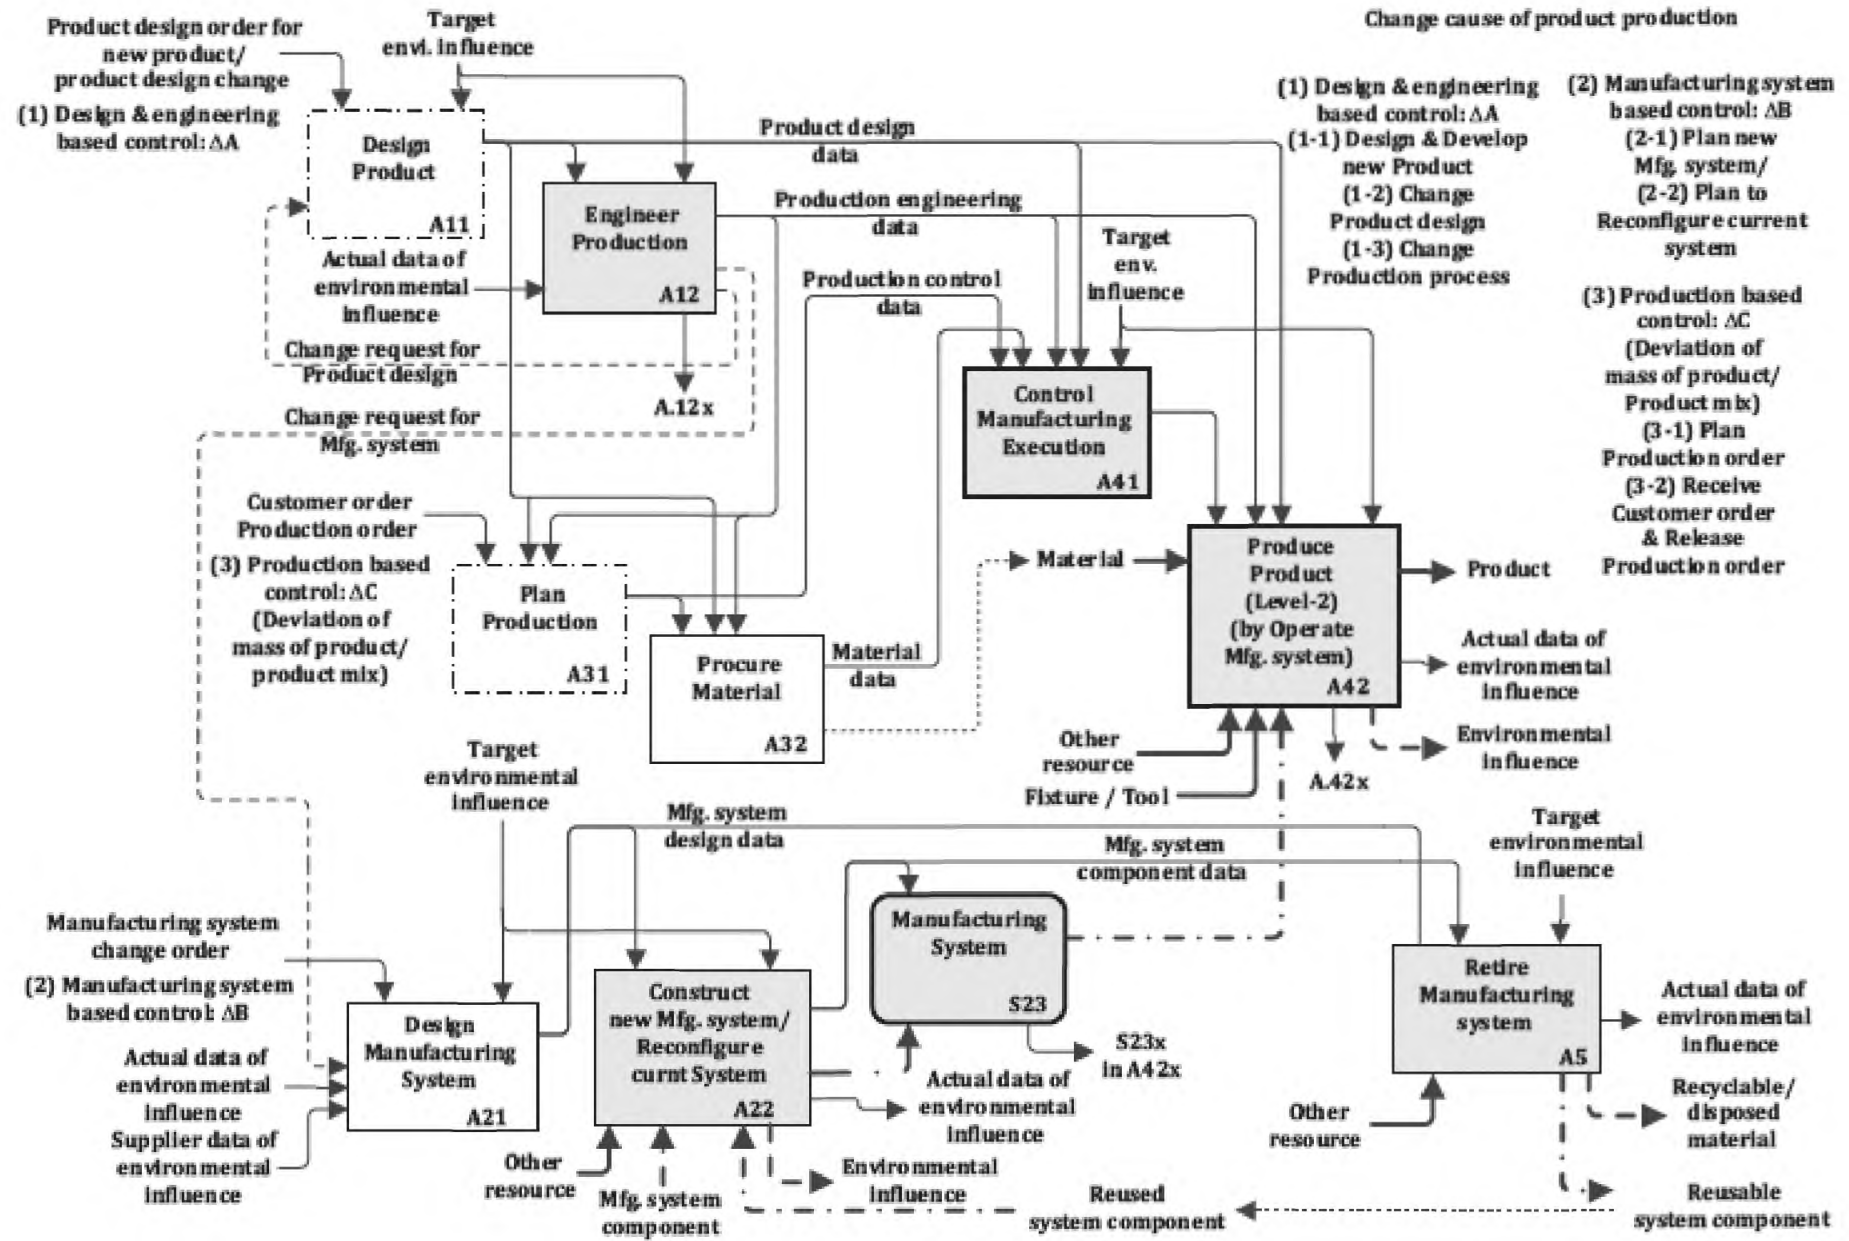 Product design order for
new product/
product design change
(1) Design & engineering
based control: ΔA
Target
envi. influence
Design
Product
A11
Product design
data
Engineer
Production
A12
Production engineering
data
Actual data of
environmental
influence
Production control
data
Target
env.
influence
Change request for
Product design
A.12x
Change request for
Mfg. system
Control
Manufacturing
Execution
A41
Customer order
Production order
(3) Production based
control: ΔC
(Deviation of
mass of product/
product mix)
Plan
Production
A31
Procure
Material
A32
Material
data
Material
Produce
Product
(Level-2)
(by Operate
Mfg. system)
A42
Product
Actual data of
environmental
influence
Environmental
influence
Other
resource
Fixture / Tool
A.42x
Change cause of product production
(1) Design & engineering
based control: ΔA
(1-1) Design & Develop
new Product
(1-2) Change
Product design
(1-3) Change
Production process
(2) Manufacturing system
based control: ΔB
(2-1) Plan new
Mfg. system/
(2-2) Plan to
Reconfigure current
system
(3) Production based
control: ΔC
(Deviation of
mass of product/
Product mix)
(3-1) Plan
Production order
(3-2) Receive
Customer order
& Release
Production order
Target
environmental
influence
Mfg. system
design data
Mfg. system
component data
Target
environmental
influence
Manufacturing system
change order
(2) Manufacturing system
based control: ΔB
Actual data of
environmental
influence
Supplier data of
environmental
influence
Design
Manufacturing
System
A21
Construct
new Mfg. system/
Reconfigure
curnt System
A22
Manufacturing
System
S23
S23x
in A42x
Actual data of
environmental
influence
Environmental
influence
Other
resource
Mfg. system
component
Reused
system component
Retire
Manufacturing
system
A5
Other
resource
Actual data of
environmental
influence
Recyclable/
disposed
material
Reusable
system component